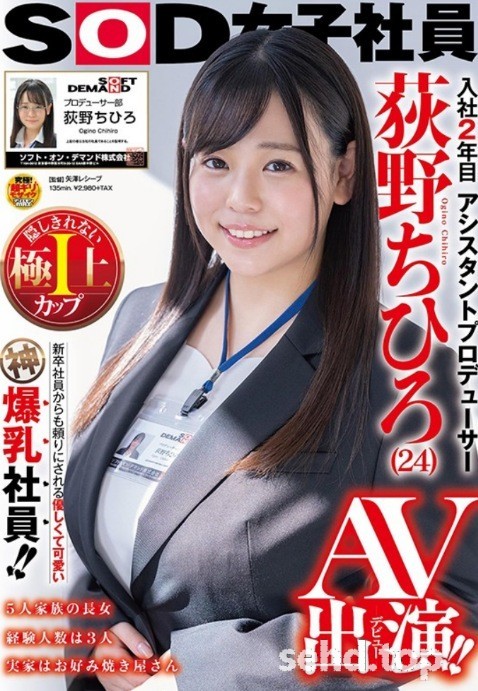 SOD女子社員
SOFT ON DEMAND
プロデューサー部
荻野ちひろ
Ogino Chihiro
ソフト・オン・デマンド株式会社
【監督】矢澤レシーブ
135min. ¥2,980+TAX
入社2年目 アシスタントプロデューサー
荻野ちひろ(24)
Ogino Chihiro
隠しきれない
極上Iカップ
新卒社員からも頼りにされる優しくて可愛い
神爆乳社員!!
AV出演!!
デビュー
5人家族の長女
経験人数は3人
実家はお好み焼き屋さん
sehd.top